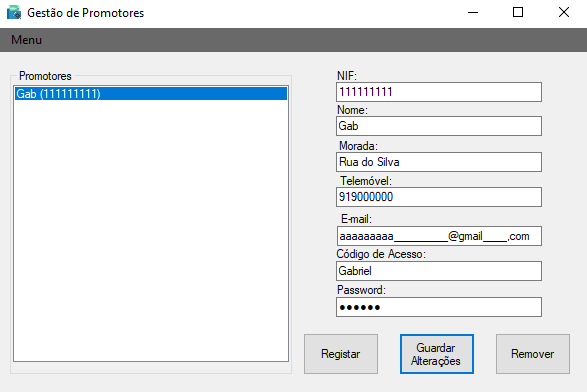 Gestão de Promotores
Menu
Promotores
Gab (111111111)
NIF:
111111111
Nome:
Gab
Morada:
Rua do Silva
Telemóvel:
919000000
E-mail:
aaaaaaaaa_________@gmail____.com
Código de Acesso:
Gabriel
Password:
●●●●●●
Registar
Guardar
Alterações
Remover